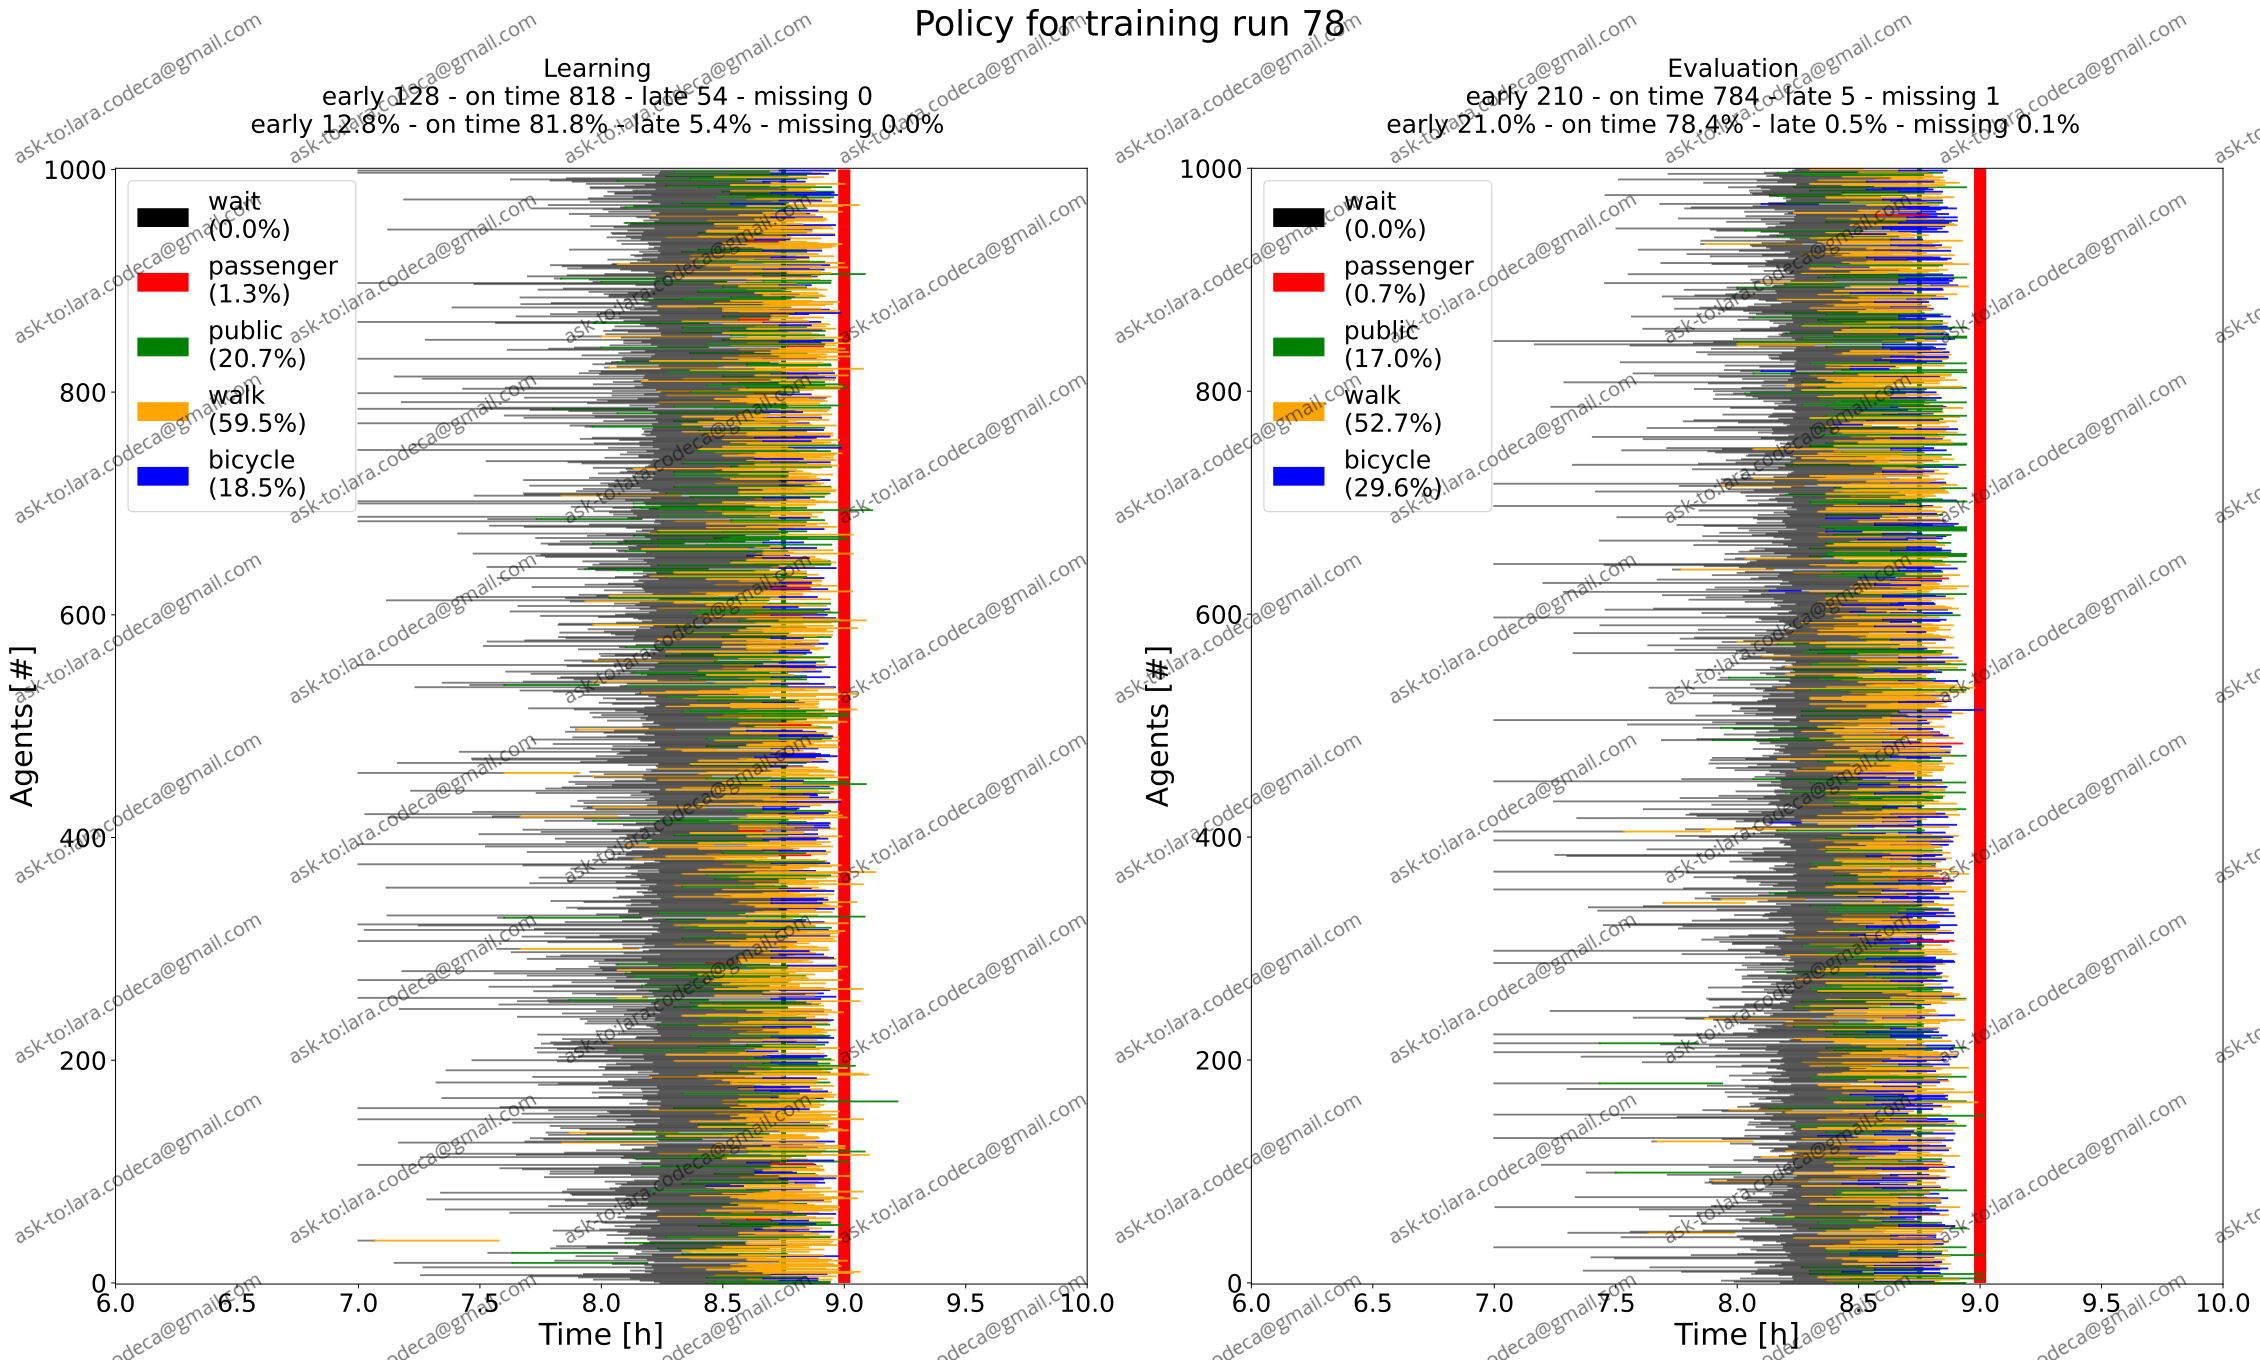 Policy for training run 78
Learning
early 128 - on time 818 - late 54 - missing 0
early 12.8% - on time 81.8% - late 5.4% - missing 0.0%
wait
(0.0%)
passenger
(1.3%)
public
(20.7%)
walk
(59.5%)
bicycle
(18.5%)
1000
800
600
400
200
0
Agents [#]
6.0 6.5 7.0 7.5 8.0 8.5 9.0 9.5 10.0
Time [h]
Evaluation
early 210 - on time 784 - late 5 - missing 1
early 21.0% - on time 78.4% - late 0.5% - missing 0.1%
wait
(0.0%)
passenger
(0.7%)
public
(17.0%)
walk
(52.7%)
bicycle
(29.6%)
1000
800
600
400
200
0
Agents [#]
6.0 6.5 7.0 7.5 8.0 8.5 9.0 9.5 10.0
Time [h]
ask-to:lara.codeca@gmail.com